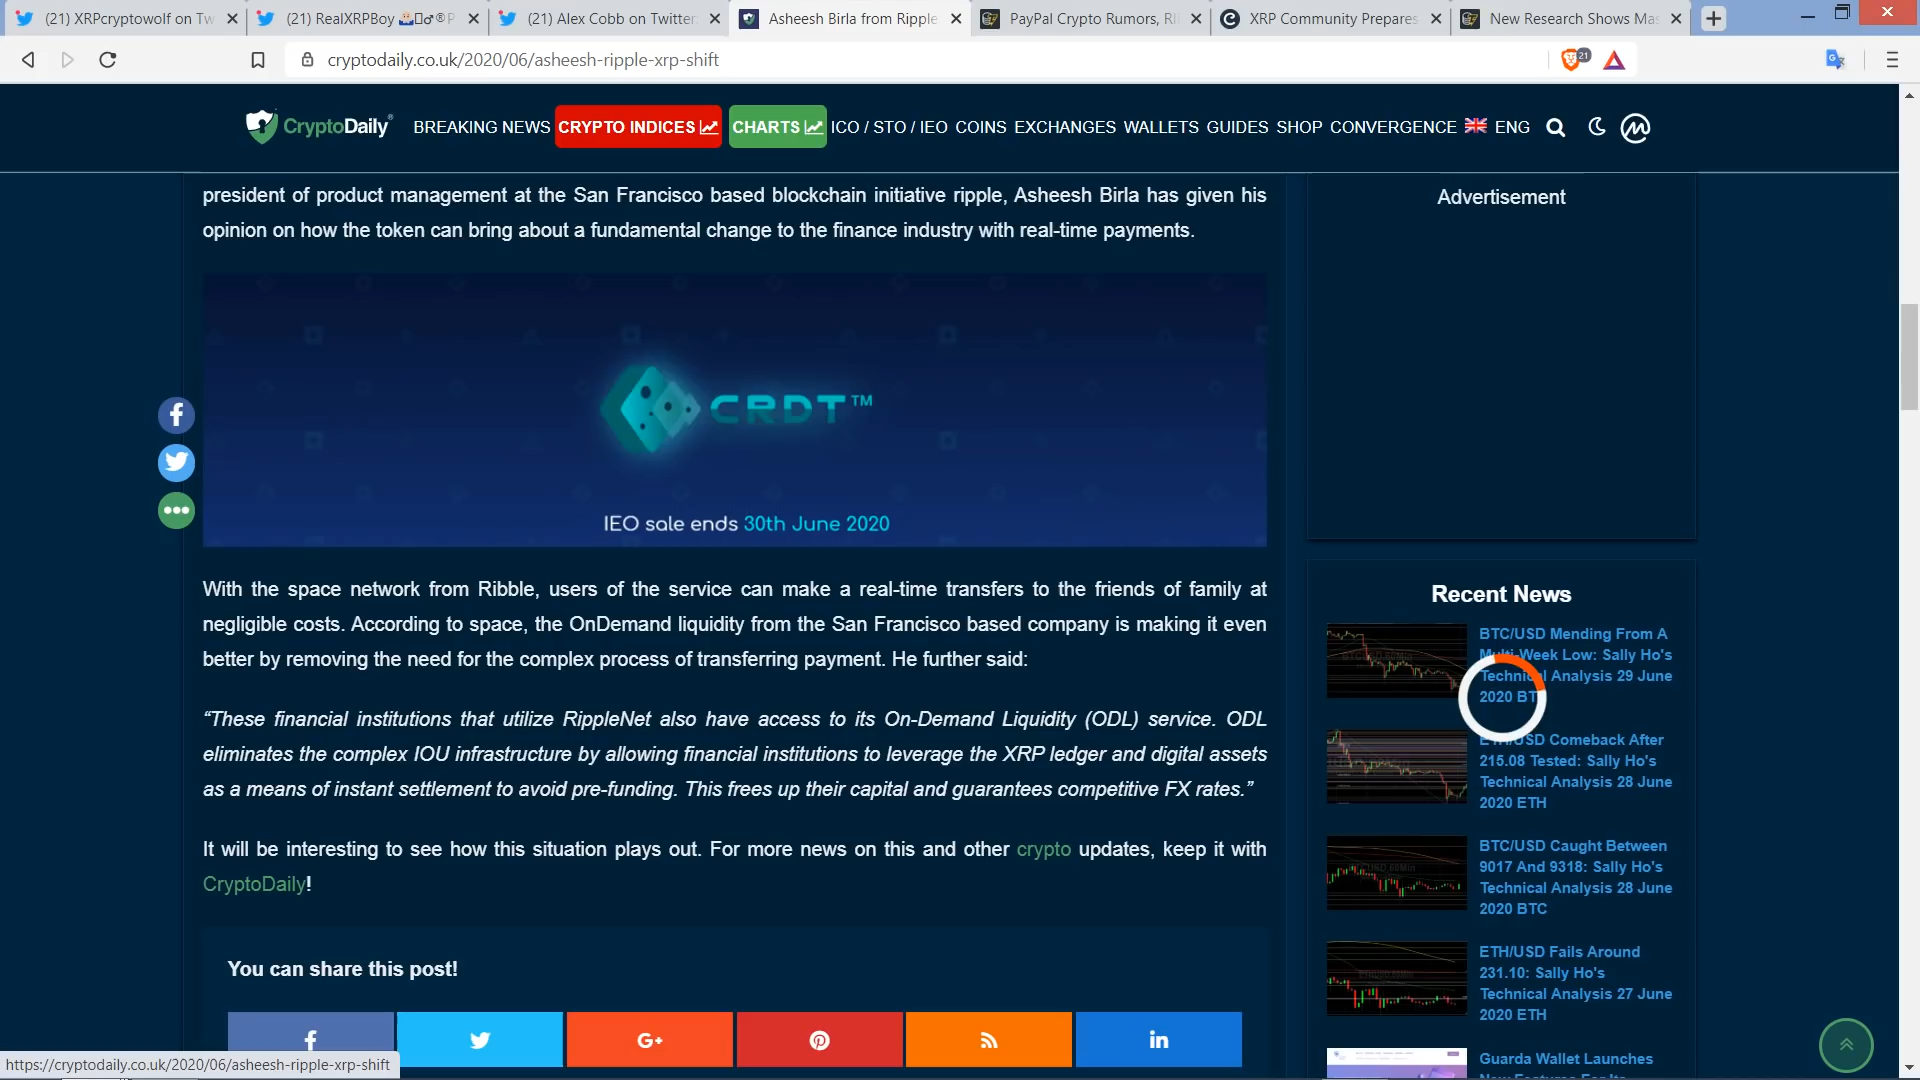 (21) XRPcryptowolf on Tw
(21) RealXRPBoy
(21) Alex Cobb on Twitter:
Asheesh Birla from Ripple
PayPal Crypto Rumors, RI
XRP Community Prepares
New Research Shows Mas
cryptodaily.co.uk/2020/06/asheesh-ripple-xrp-shift
21
CryptoDaily® BREAKING NEWS CRYPTO INDICES CHARTS ICO / STO / IEO COINS EXCHANGES WALLETS GUIDES SHOP CONVERGENCE ENG
president of product management at the San Francisco based blockchain initiative ripple, Asheesh Birla has given his
opinion on how the token can bring about a fundamental change to the finance industry with real-time payments.
CRDT™
IEO sale ends 30th June 2020
With the space network from Ribble, users of the service can make a real-time transfers to the friends of family at
negligible costs. According to space, the OnDemand liquidity from the San Francisco based company is making it even
better by removing the need for the complex process of transferring payment. He further said:
“These financial institutions that utilize RippleNet also have access to its On-Demand Liquidity (ODL) service. ODL
eliminates the complex IOU infrastructure by allowing financial institutions to leverage the XRP ledger and digital assets
as a means of instant settlement to avoid pre-funding. This frees up their capital and guarantees competitive FX rates.”
It will be interesting to see how this situation plays out. For more news on this and other crypto updates, keep it with
CryptoDaily!
You can share this post!
G+
in
Advertisement
Recent News
BTC/USD Mending From A
Multi-Week Low: Sally Ho's
Technical Analysis 29 June
2020 BT
ETH/USD Comeback After
215.08 Tested: Sally Ho's
Technical Analysis 28 June
2020 ETH
BTC/USD Caught Between
9017 And 9318: Sally Ho's
Technical Analysis 28 June
2020 BTC
ETH/USD Fails Around
231.10: Sally Ho's
Technical Analysis 27 June
2020 ETH
Guarda Wallet Launches
https://cryptodaily.co.uk/2020/06/asheesh-ripple-xrp-shift